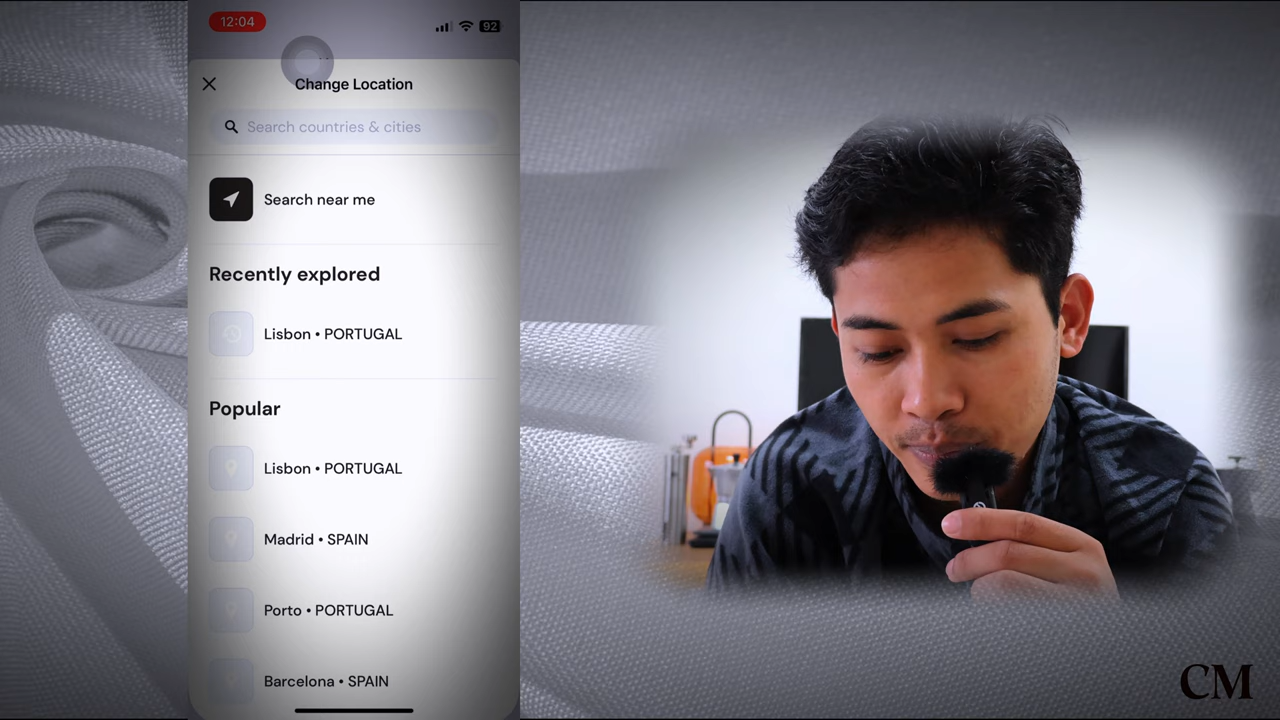 12:04
92
Change Location
Search countries & cities
Search near me
Recently explored
Lisbon • PORTUGAL
Popular
Lisbon • PORTUGAL
Madrid • SPAIN
Porto • PORTUGAL
Barcelona • SPAIN
CM